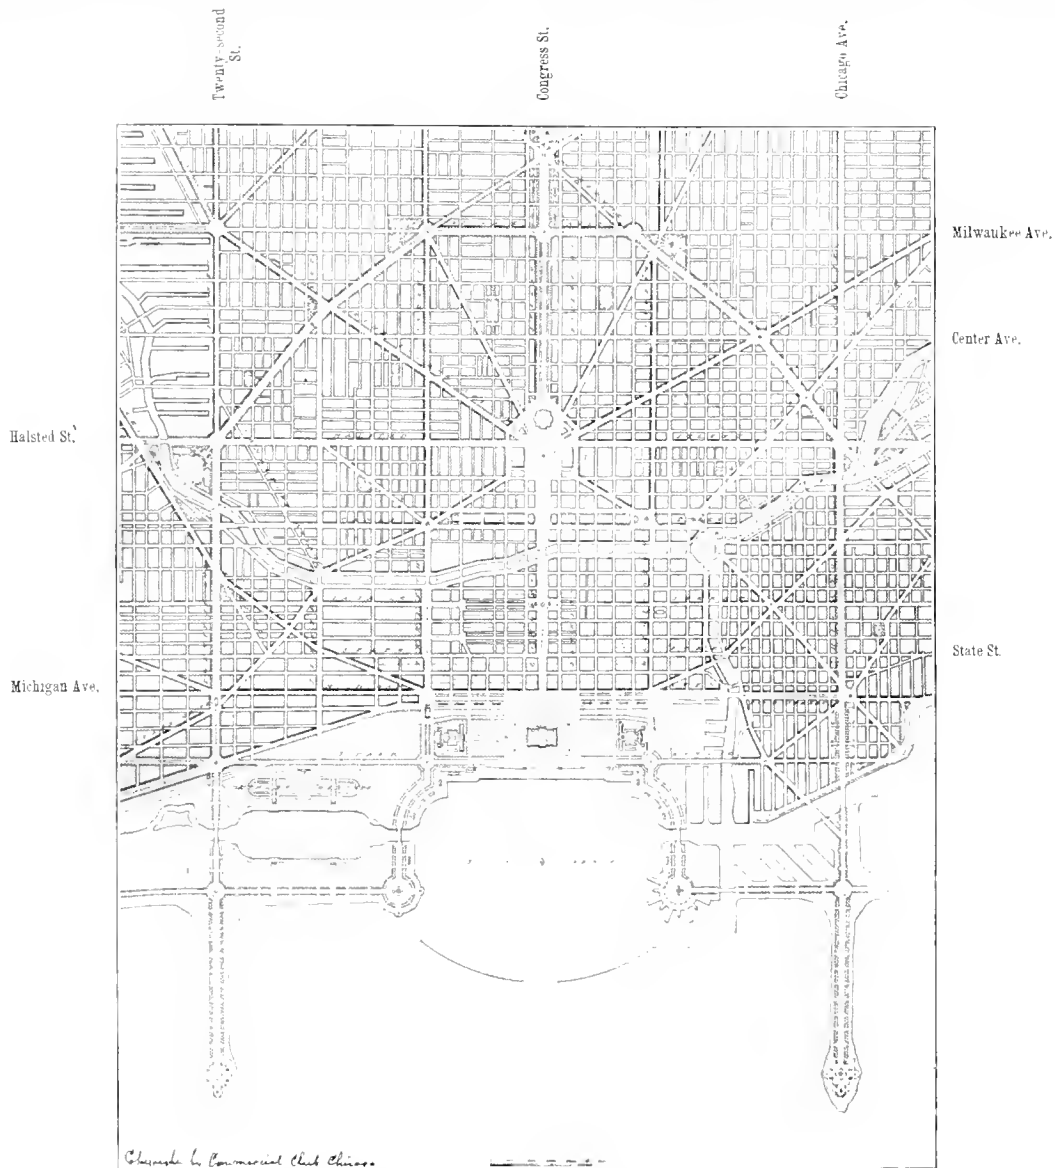 Twenty-second
St.
Congress St.
Chicago Ave.
Milwaukee Ave.
Center Ave.
Halsted St.
State St.
Michigan Ave.
by Commercial Club Chicago